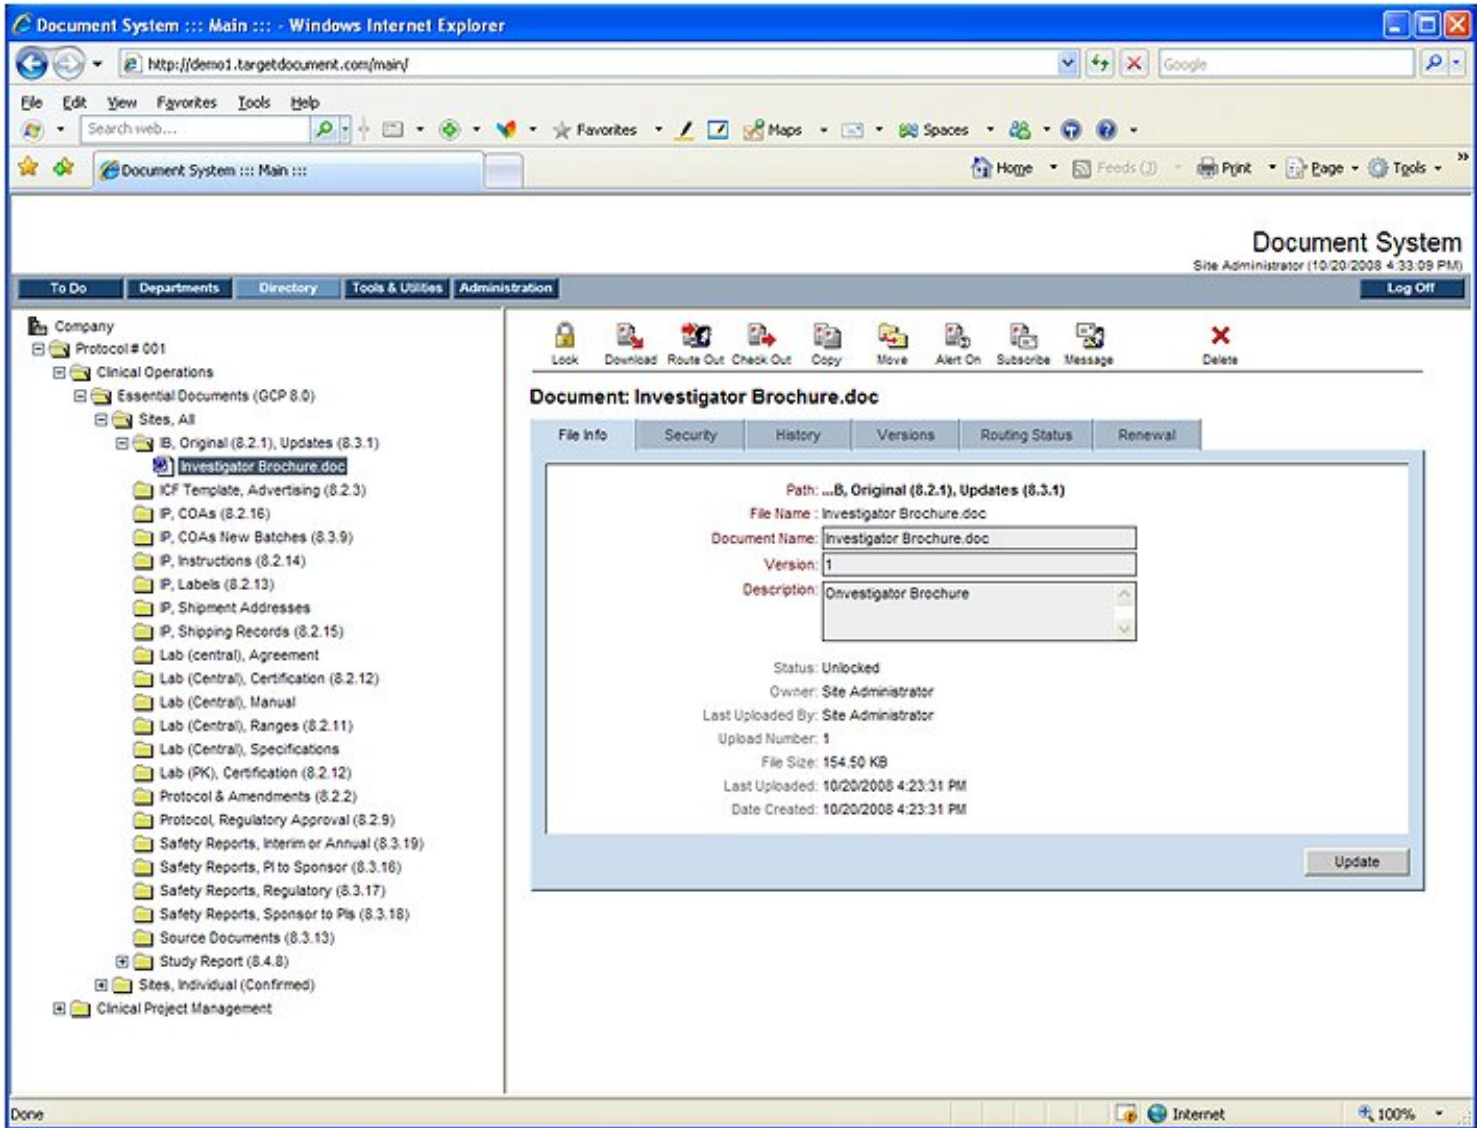 Document System ::: Main ::: - Windows Internet Explorer
http://demo1.targetdocument.com/main/
Google
File Edit View Favorites Tools Help
Search web...
Favorites
Maps
Spaces
Document System ::: Main :::
Home
Feeds (J)
Print
Page
Tools
Document System
Site Administrator (10/20/2008 4:33:09 PM)
To Do
Departments
Directory
Tools & Utilities
Administration
Log Off
Company
Protocol # 001
Clinical Operations
Essential Documents (GCP 8.0)
Sites, All
IB, Original (8.2.1), Updates (8.3.1)
Investigator Brochure.doc
ICF Template, Advertising (8.2.3)
IP, COAs (8.2.16)
IP, COAs New Batches (8.3.9)
IP, Instructions (8.2.14)
IP, Labels (8.2.13)
IP, Shipment Addresses
IP, Shipping Records (8.2.15)
Lab (central), Agreement
Lab (Central), Certification (8.2.12)
Lab (Central), Manual
Lab (Central), Ranges (8.2.11)
Lab (Central), Specifications
Lab (PK), Certification (8.2.12)
Protocol & Amendments (8.2.2)
Protocol, Regulatory Approval (8.2.9)
Safety Reports, Interim or Annual (8.3.19)
Safety Reports, PI to Sponsor (8.3.16)
Safety Reports, Regulatory (8.3.17)
Safety Reports, Sponsor to PIs (8.3.18)
Source Documents (8.3.13)
Study Report (8.4.8)
Sites, Individual (Confirmed)
Clinical Project Management
Lock
Download
Route Out
Check Out
Copy
Move
Alert On
Subscribe
Message
Delete
Document: Investigator Brochure.doc
File Info
Security
History
Versions
Routing Status
Renewal
Path: ...B, Original (8.2.1), Updates (8.3.1)
File Name : Investigator Brochure.doc
Document Name: Investigator Brochure.doc
Version: 1
Description: Onvestigator Brochure
Status: Unlocked
Owner: Site Administrator
Last Uploaded By: Site Administrator
Upload Number: 1
File Size: 154.50 KB
Last Uploaded: 10/20/2008 4:23:31 PM
Date Created: 10/20/2008 4:23:31 PM
Update
Done
Internet
100%